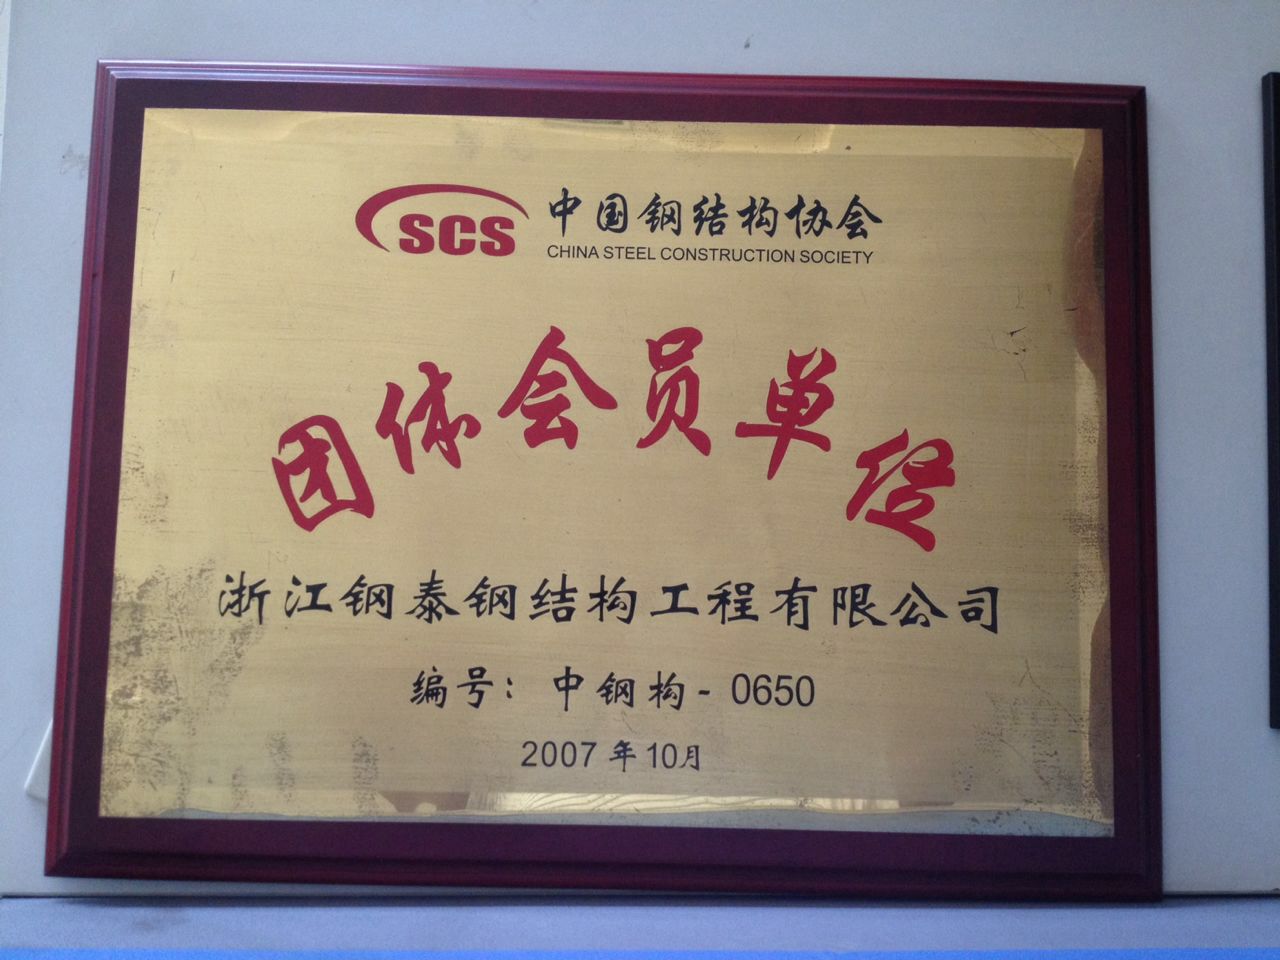 SCS 中国钢结构协会
CHINA STEEL CONSTRUCTION SOCIETY
团体会员单位
浙江钢泰钢结构工程有限公司
编号：中钢构-0650
2007年10月